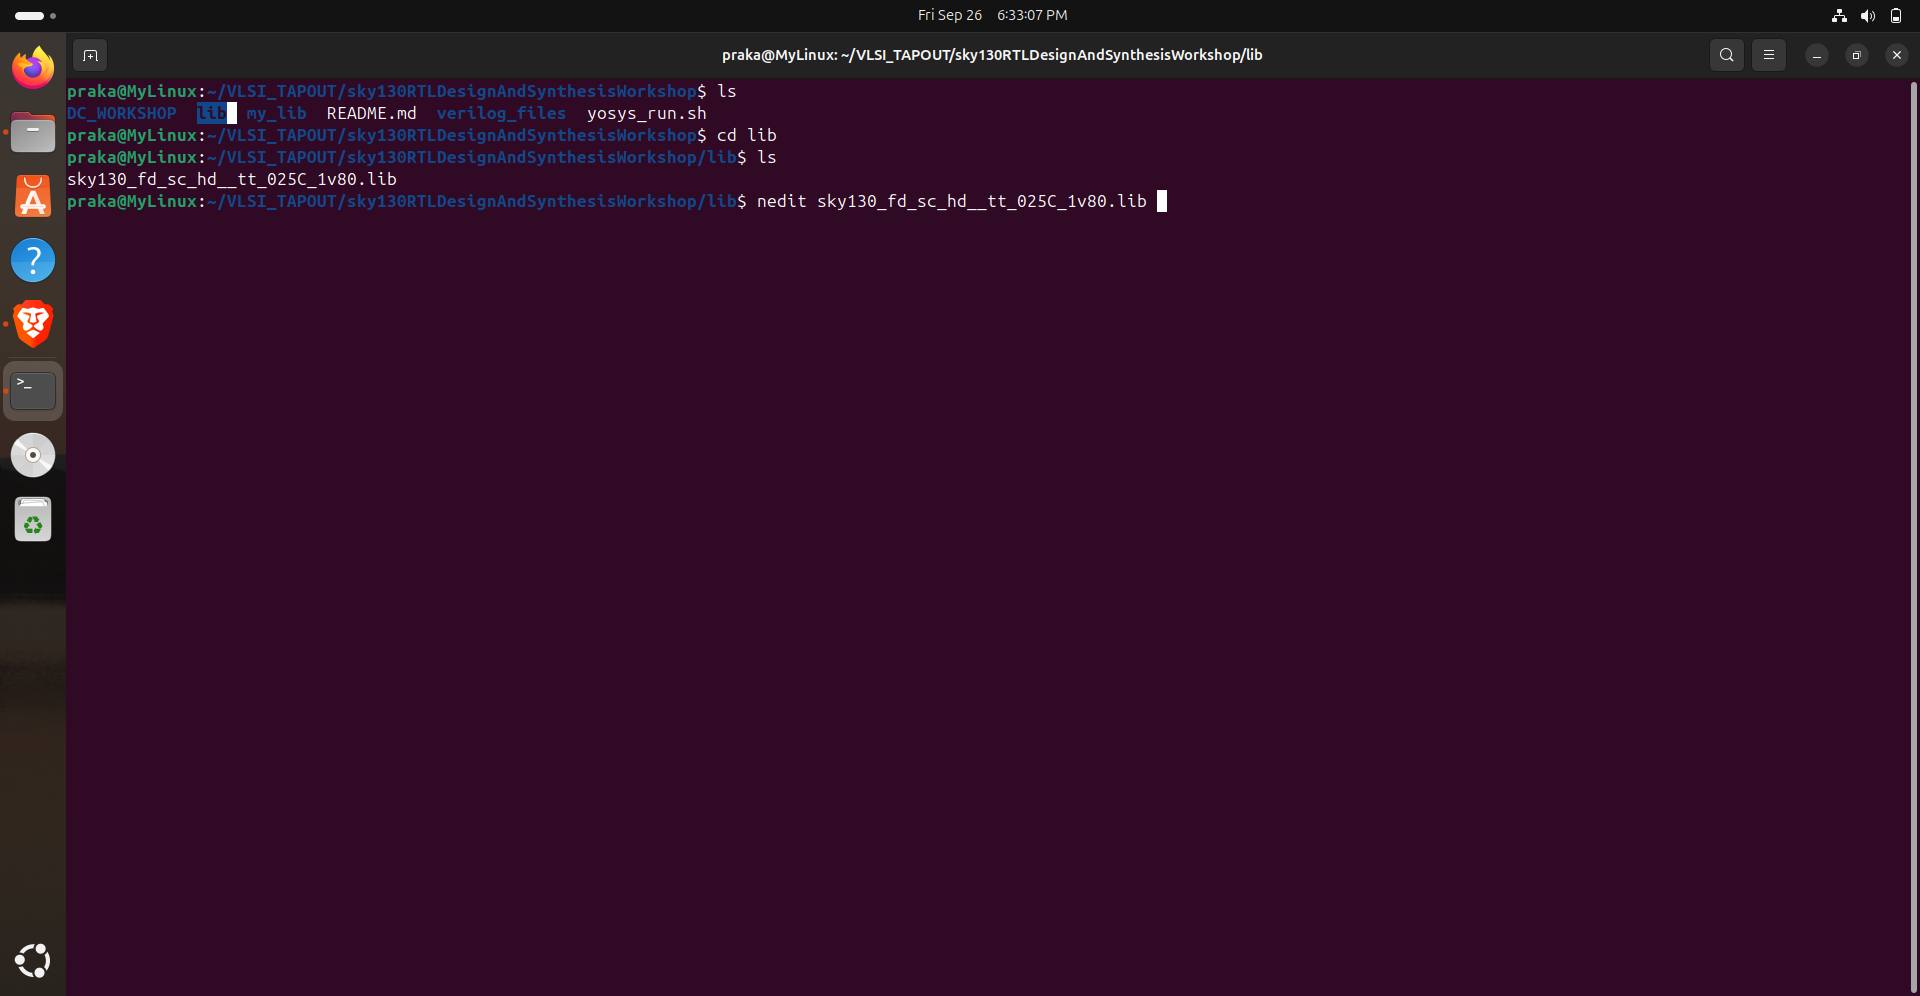 Fri Sep 26 6:33:07 PM
praka@MyLinux: ~/VLSI_TAPOUT/sky130RTLDesignAndSynthesisWorkshop/lib
praka@MyLinux:~/VLSI_TAPOUT/sky130RTLDesignAndSynthesisWorkshop$ ls
DC_WORKSHOP lib my_lib README.md verilog_files yosys_run.sh
praka@MyLinux:~/VLSI_TAPOUT/sky130RTLDesignAndSynthesisWorkshop$ cd lib
praka@MyLinux:~/VLSI_TAPOUT/sky130RTLDesignAndSynthesisWorkshop/lib$ ls
sky130_fd_sc_hd__tt_025C_1v80.lib
praka@MyLinux:~/VLSI_TAPOUT/sky130RTLDesignAndSynthesisWorkshop/lib$ nedit sky130_fd_sc_hd__tt_025C_1v80.lib